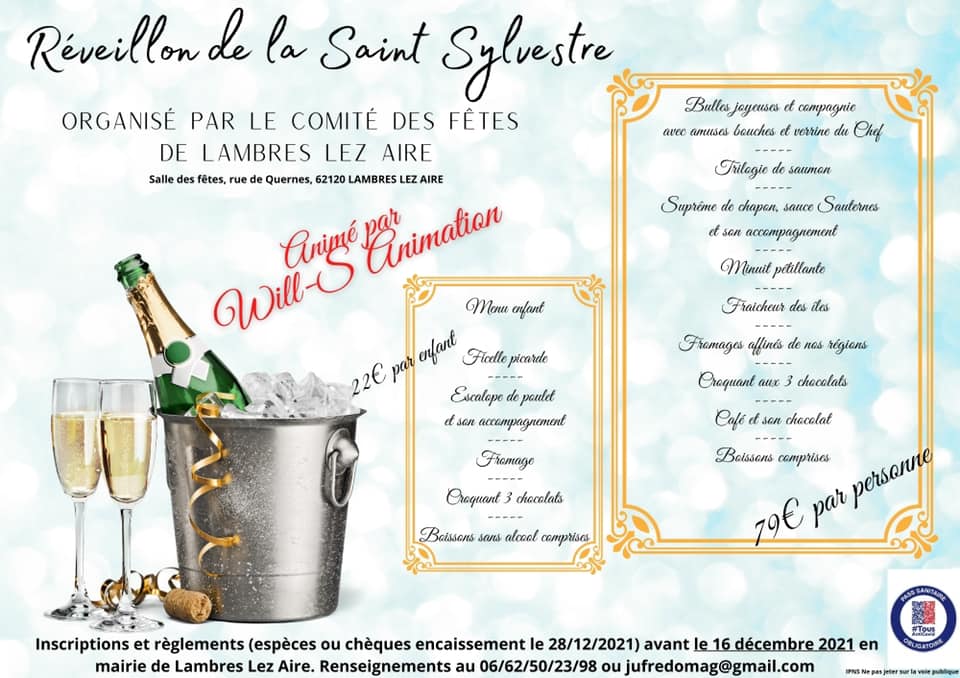 Réveillon de la Saint Sylvestre
ORGANISÉ PAR LE COMITÉ DES FÊTES
DE LAMBRES LEZ AIRE
Salle des fêtes, rue de Quernes, 62120 LAMBRES LEZ AIRE
Animé par
Will-S Animation
22€ par enfant
Menu enfant
Ficelle picarde
-----
Escalope de poulet
et son accompagnement
-----
Fromage
-----
Croquant 3 chocolats
-----
Boissons sans alcool comprises
Bulles joyeuses et compagnie
avec amuses bouches et verrine du Chef
-----
Trilogie de saumon
-----
Suprême de chapon, sauce Sauternes
et son accompagnement
-----
Minuit pétillante
-----
Fraicheur des îles
-----
Fromages affinés de nos régions
-----
Croquant aux 3 chocolats
-----
Café et son chocolat
-----
Boissons comprises
79€ par personne
PASS SANITAIRE
#Tous
AntiCovid
OBLIGATOIRE
Inscriptions et règlements (espèces ou chèques encaissement le 28/12/2021) avant le 16 décembre 2021 en
mairie de Lambres Lez Aire. Renseignements au 06/62/50/23/98 ou jufredomag@gmail.com
IPNS Ne pas jeter sur la voie publique